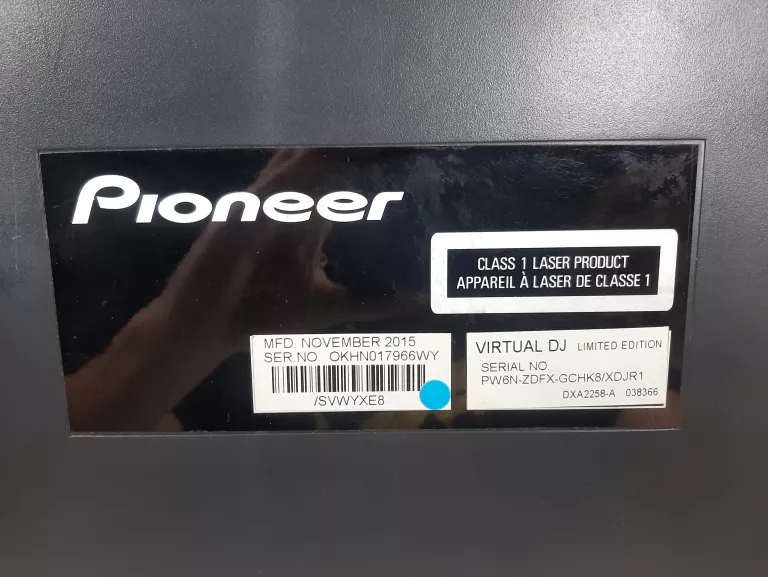 Pioneer
CLASS 1 LASER PRODUCT
APPAREIL À LASER DE CLASSE 1
MFD. NOVEMBER 2015
SER.NO. QKHN017966WY
/SVWYXE8
VIRTUAL DJ LIMITED EDITION
SERIAL NO.
PW6N-ZDFX-GCHK8/XDJR1
DXA2258-A 038366